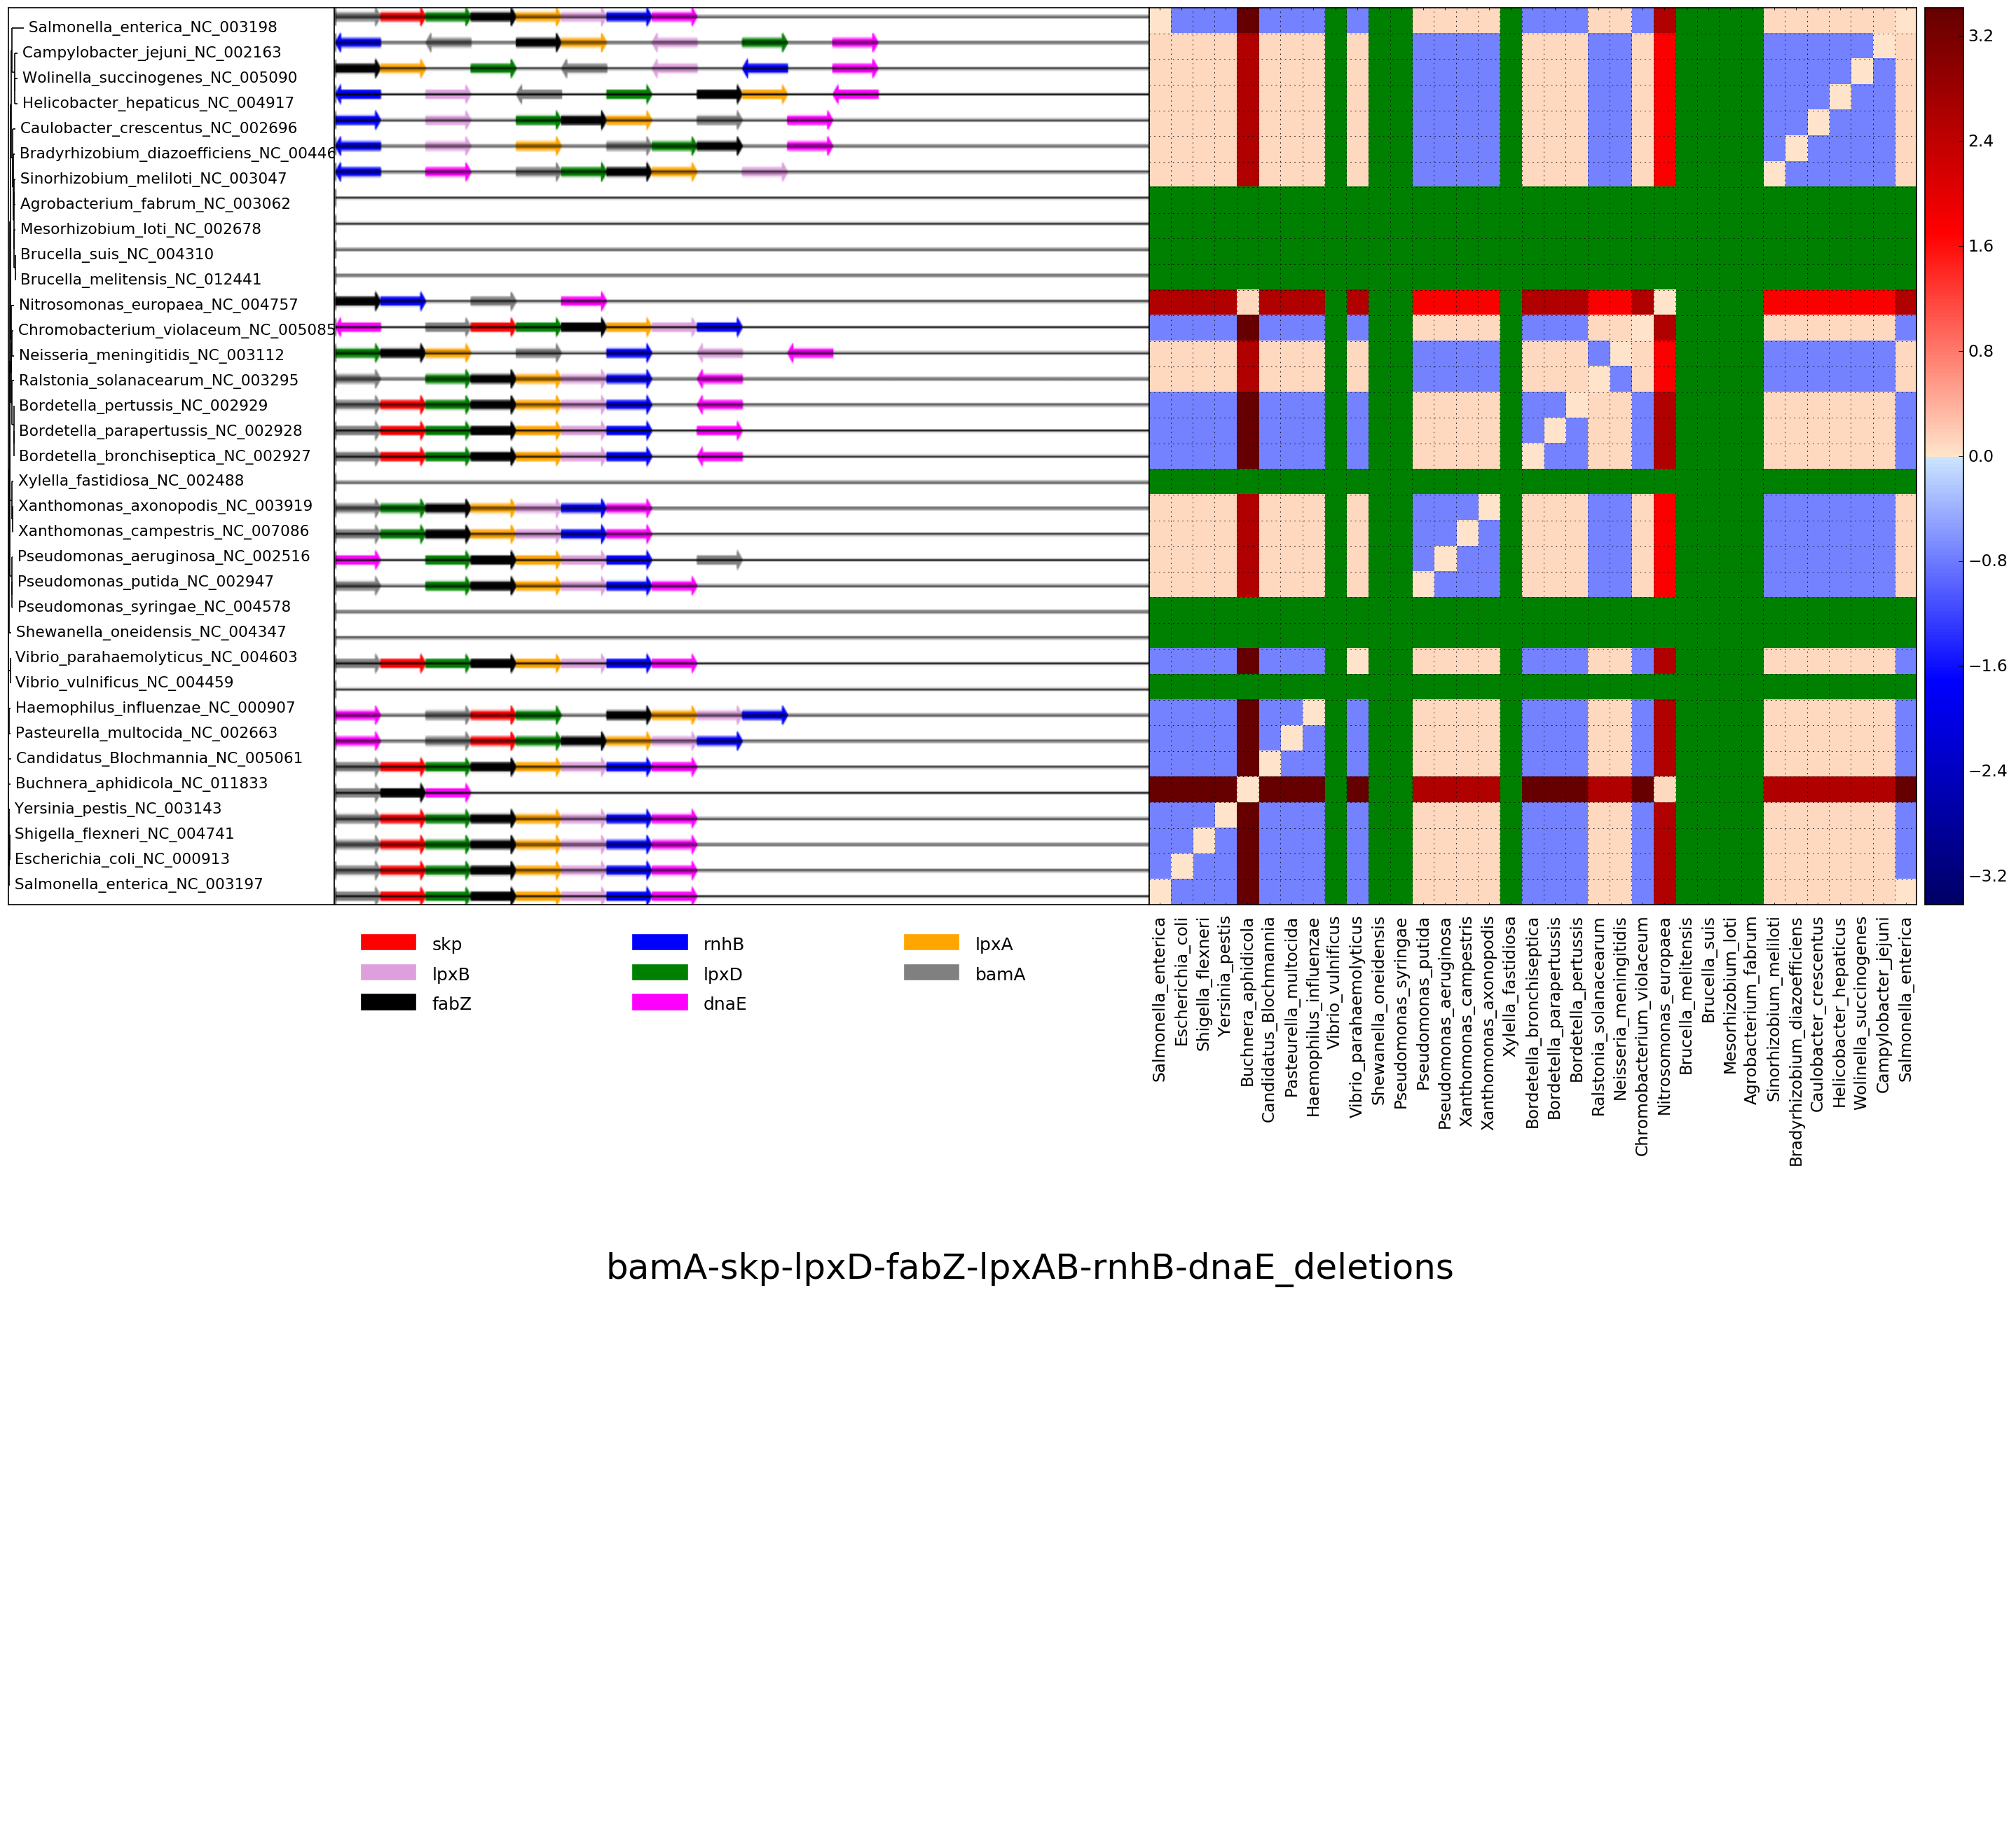 Salmonella_enterica_NC_003198
Campylobacter_jejuni_NC_002163
Wolinella_succinogenes_NC_005090
Helicobacter_hepaticus_NC_004917
Caulobacter_crescentus_NC_002696
Bradyrhizobium_diazoefficiens_NC_00446
Sinorhizobium_meliloti_NC_003047
Agrobacterium_fabrum_NC_003062
Mesorhizobium_loti_NC_002678
Brucella_suis_NC_004310
Brucella_melitensis_NC_012441
Nitrosomonas_europaea_NC_004757
Chromobacterium_violaceum_NC_005085
Neisseria_meningitidis_NC_003112
Ralstonia_solanacearum_NC_003295
Bordetella_pertussis_NC_002929
Bordetella_parapertussis_NC_002928
Bordetella_bronchiseptica_NC_002927
Xylella_fastidiosa_NC_002488
Xanthomonas_axonopodis_NC_003919
Xanthomonas_campestris_NC_007086
Pseudomonas_aeruginosa_NC_002516
Pseudomonas_putida_NC_002947
Pseudomonas_syringae_NC_004578
Shewanella_oneidensis_NC_004347
Vibrio_parahaemolyticus_NC_004603
Vibrio_vulnificus_NC_004459
Haemophilus_influenzae_NC_000907
Pasteurella_multocida_NC_002663
Candidatus_Blochmannia_NC_005061
Buchnera_aphidicola_NC_011833
Yersinia_pestis_NC_003143
Shigella_flexneri_NC_004741
Escherichia_coli_NC_000913
Salmonella_enterica_NC_003197
3.2
2.4
1.6
0.8
0.0
−0.8
−1.6
−2.4
−3.2
skp
lpxB
fabZ
rnhB
lpxD
dnaE
lpxA
bamA
Salmonella_enterica
Escherichia_coli
Shigella_flexneri
Yersinia_pestis
Buchnera_aphidicola
Candidatus_Blochmannia
Pasteurella_multocida
Haemophilus_influenzae
Vibrio_vulnificus
Vibrio_parahaemolyticus
Shewanella_oneidensis
Pseudomonas_syringae
Pseudomonas_putida
Pseudomonas_aeruginosa
Xanthomonas_campestris
Xanthomonas_axonopodis
Xylella_fastidiosa
Bordetella_bronchiseptica
Bordetella_parapertussis
Bordetella_pertussis
Ralstonia_solanacearum
Neisseria_meningitidis
Chromobacterium_violaceum
Nitrosomonas_europaea
Brucella_melitensis
Brucella_suis
Mesorhizobium_loti
Agrobacterium_fabrum
Sinorhizobium_meliloti
Bradyrhizobium_diazoefficiens
Caulobacter_crescentus
Helicobacter_hepaticus
Wolinella_succinogenes
Campylobacter_jejuni
Salmonella_enterica
bamA-skp-lpxD-fabZ-lpxAB-rnhB-dnaE_deletions